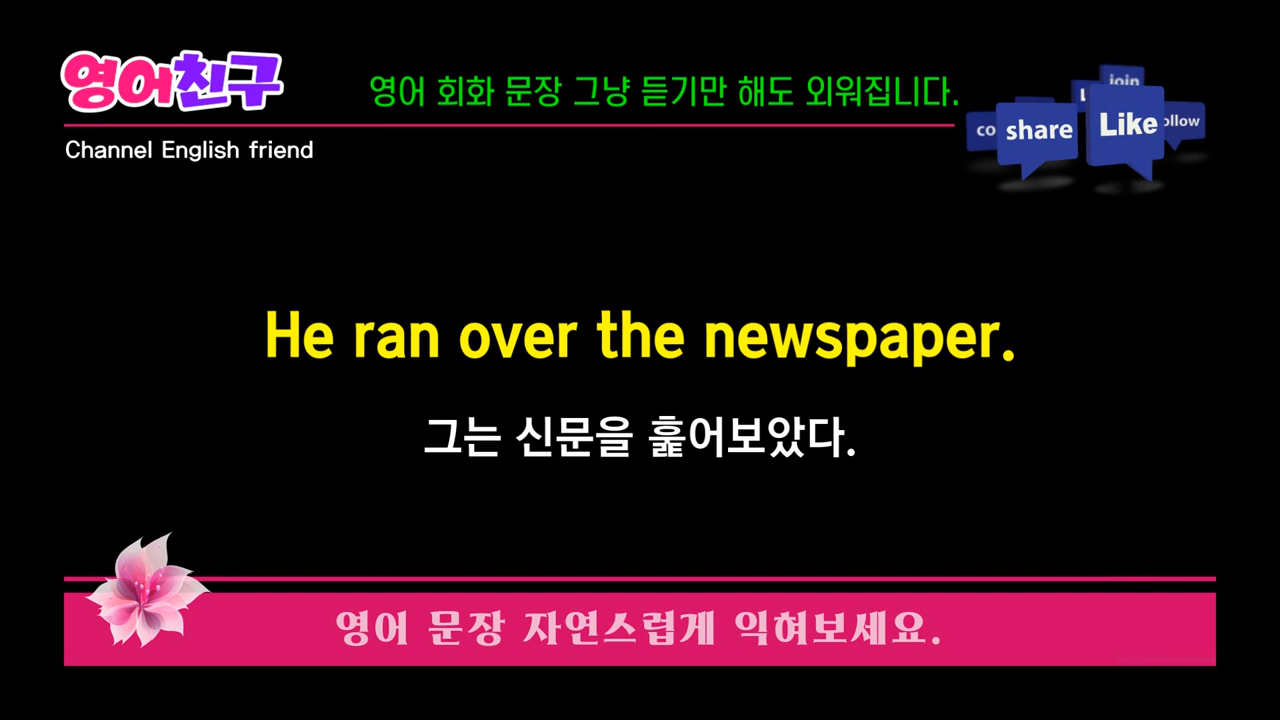 영어친구
영어 회화 문장 그냥 듣기만 해도 외워집니다.
Channel English friend
join
co
share
Like
ollow
He ran over the newspaper.
그는 신문을 훑어보았다.
영어 문장 자연스럽게 익혀보세요.